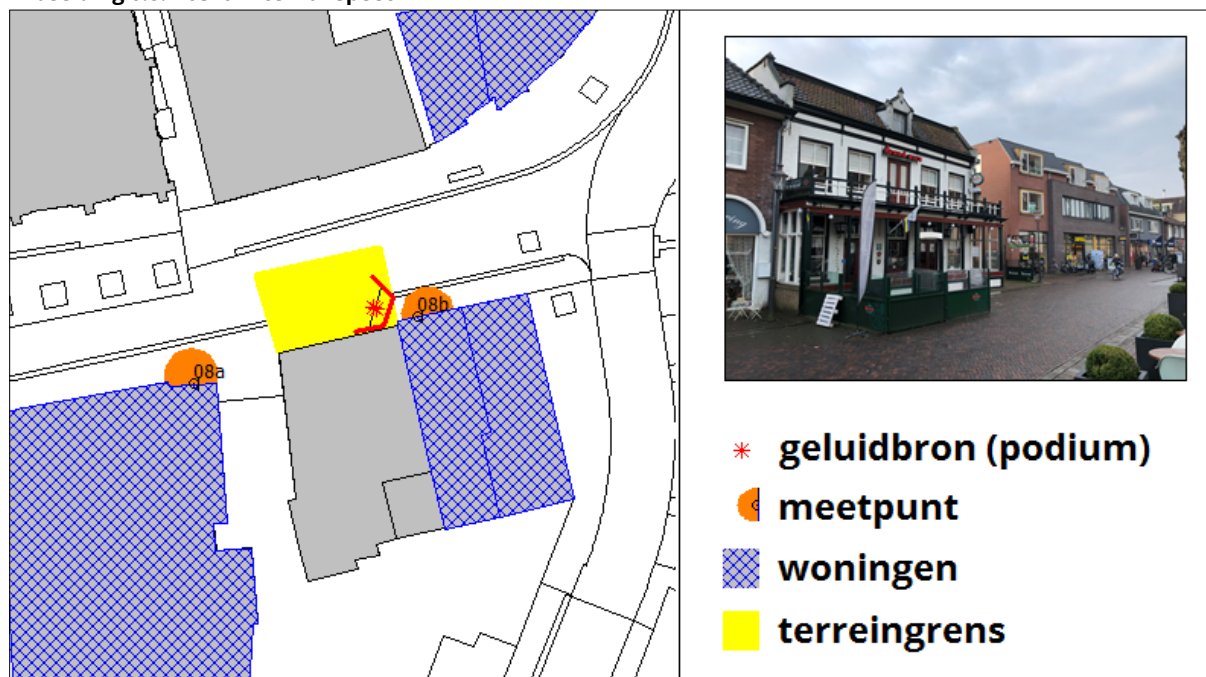 08b
08a
geluidbron (podium)
meetpunt
woningen
terreingrens